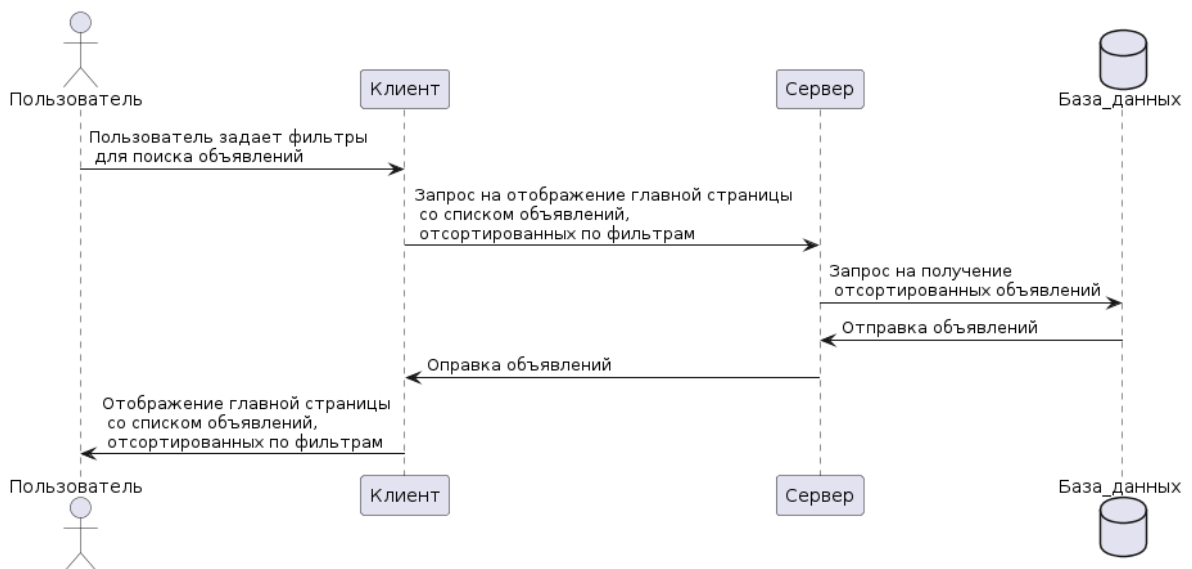 Пользователь
Клиент
Сервер
База_данных
Пользователь задает фильтры
для поиска объявлений
Запрос на отображение главной страницы
со списком объявлений,
отсортированных по фильтрам
Запрос на получение
отсортированных объявлений
Отправка объявлений
Оправка объявлений
Отображение главной страницы
со списком объявлений,
отсортированных по фильтрам
Пользователь
Клиент
Сервер
База_данных